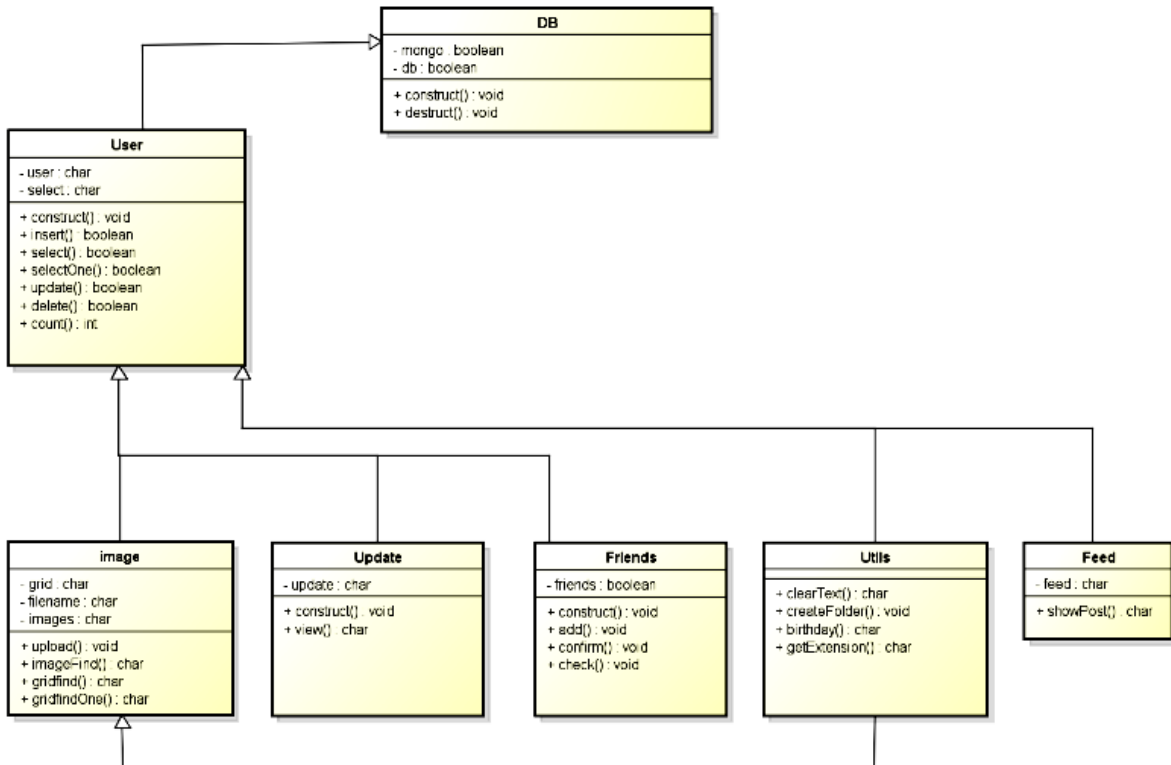 DB
- mongo : boolean
- db : boolean
+ construct() : void
+ destruct() : void
User
- user : char
- select : char
+ construct() : void
+ insert() : boolean
+ select() : boolean
+ selectOne() : boolean
+ update() : boolean
+ delete() : boolean
+ count() : int
image
- grid : char
- filename : char
- images : char
+ upload() : void
+ imageFind() : char
+ gridfind() : char
+ gridfindOne() : char
Update
- update : char
+ construct() : void
+ view() : char
Friends
- friends : boolean
+ construct() : void
+ add() : void
+ confirm() : void
+ check() : void
Utils
+ clearText() : char
+ createFolder() : void
+ birthday() : char
+ getExtension() : char
Feed
- feed : char
+ showPost() : char